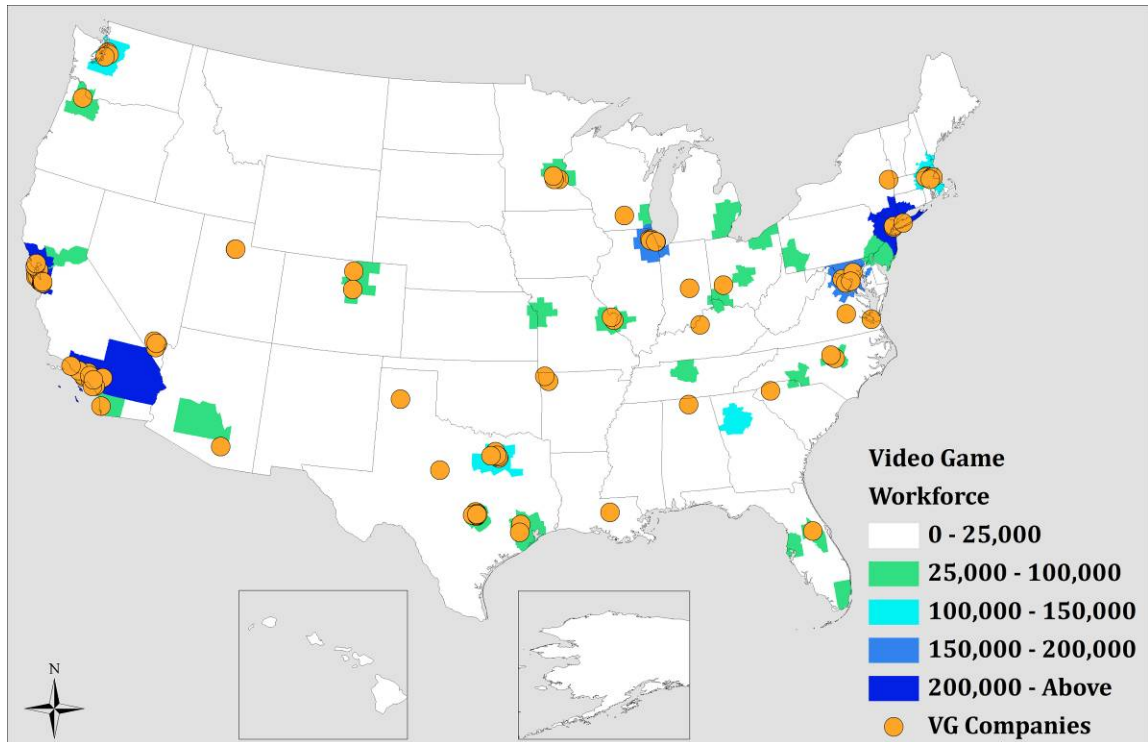 N
Video Game
Workforce
0 - 25,000
25,000 - 100,000
100,000 - 150,000
150,000 - 200,000
200,000 - Above
VG Companies